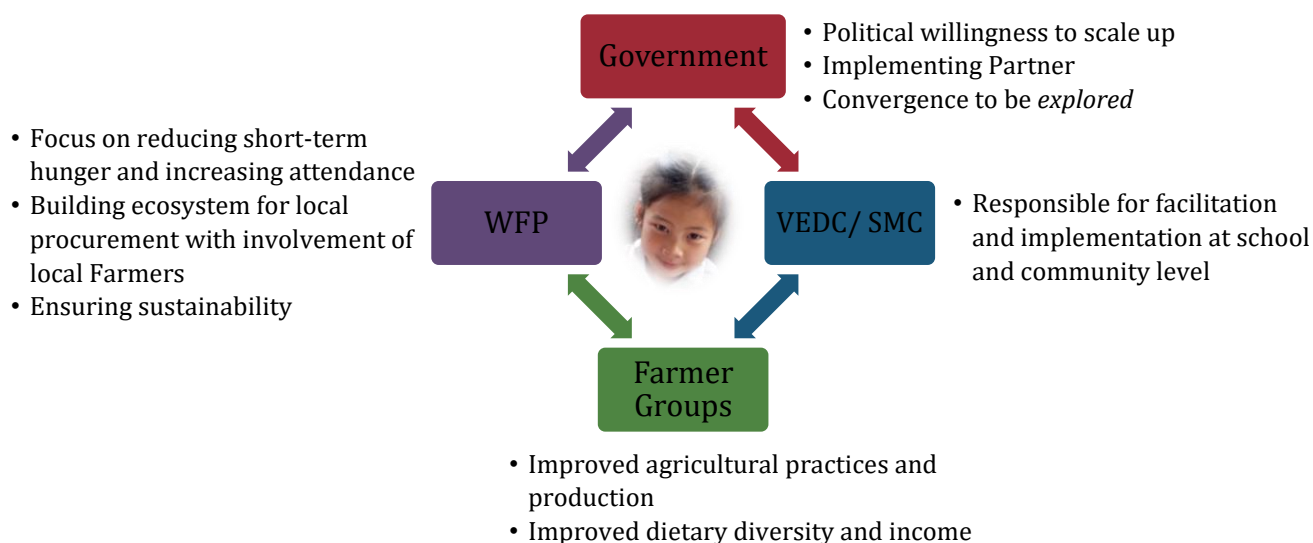 Government
• Political willingness to scale up
• Implementing Partner
• Convergence to be explored
• Focus on reducing short-term
hunger and increasing attendance
• Building ecosystem for local
procurement with involvement of
local Farmers
• Ensuring sustainability
WFP
VEDC/ SMC
• Responsible for facilitation
and implementation at school
and community level
Farmer
Groups
• Improved agricultural practices and
production
• Improved dietary diversity and income